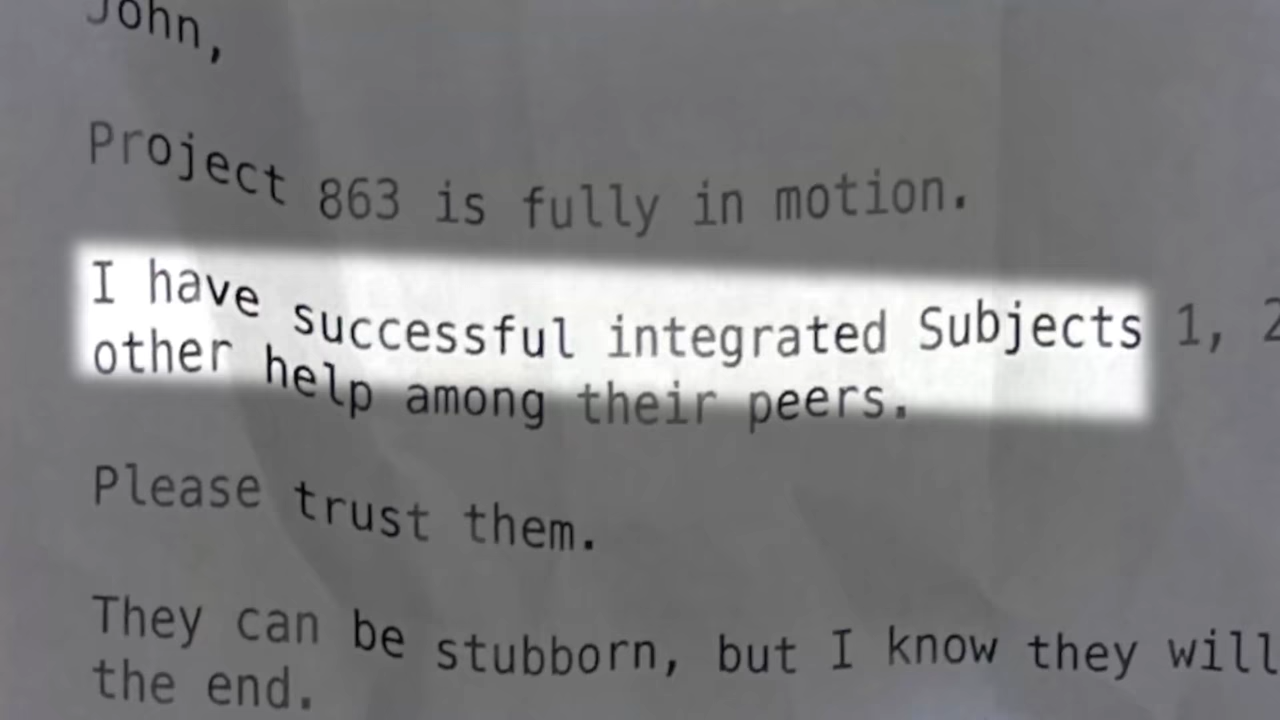 John,
Project 863 is fully in motion.
I have successful integrated Subjects 1, 2
other help among their peers.
Please trust them.
They can be stubborn, but I know they will
the end.